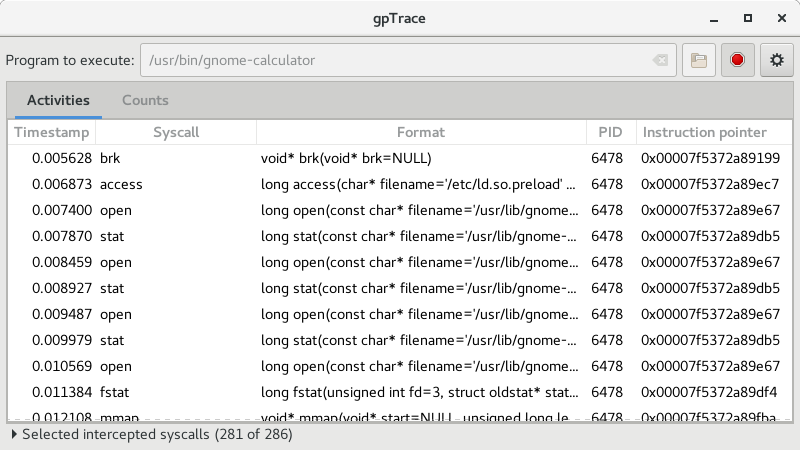 gpTrace
Program to execute: /usr/bin/gnome-calculator
Activities Counts
Timestamp Syscall Format PID Instruction pointer
0.005628 brk void* brk(void* brk=NULL) 6478 0x00007f5372a89199
0.006873 access long access(char* filename='/etc/ld.so.preload' ... 6478 0x00007f5372a89ec7
0.007400 open long open(const char* filename='/usr/lib/gnome... 6478 0x00007f5372a89e67
0.007870 stat long stat(const char* filename='/usr/lib/gnome-... 6478 0x00007f5372a89db5
0.008459 open long open(const char* filename='/usr/lib/gnome... 6478 0x00007f5372a89e67
0.008927 stat long stat(const char* filename='/usr/lib/gnome-... 6478 0x00007f5372a89db5
0.009487 open long open(const char* filename='/usr/lib/gnome... 6478 0x00007f5372a89e67
0.009979 stat long stat(const char* filename='/usr/lib/gnome-... 6478 0x00007f5372a89db5
0.010569 open long open(const char* filename='/usr/lib/gnome... 6478 0x00007f5372a89e67
0.011384 fstat long fstat(unsigned int fd=3, struct oldstat* stat... 6478 0x00007f5372a89df4
0.012108 mmap void* mmap(void* start=NULL, unsigned long le... 6478 0x00007f5372a89fba
Selected intercepted syscalls (281 of 286)